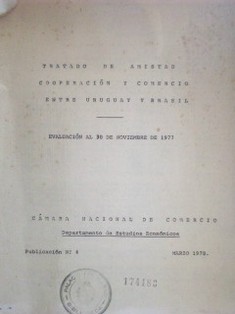 TRATADO DE AMISTAD
COOPERACIÓN Y COMERCIO
ENTRE URUGUAY Y BRASIL
EVALUACIÓN AL 30 DE NOVIEMBRE DE 1977
CÁMARA NACIONAL DE COMERCIO
Departamento de Estudios Económicos
Publicación Nº 4
MARZO 1978.